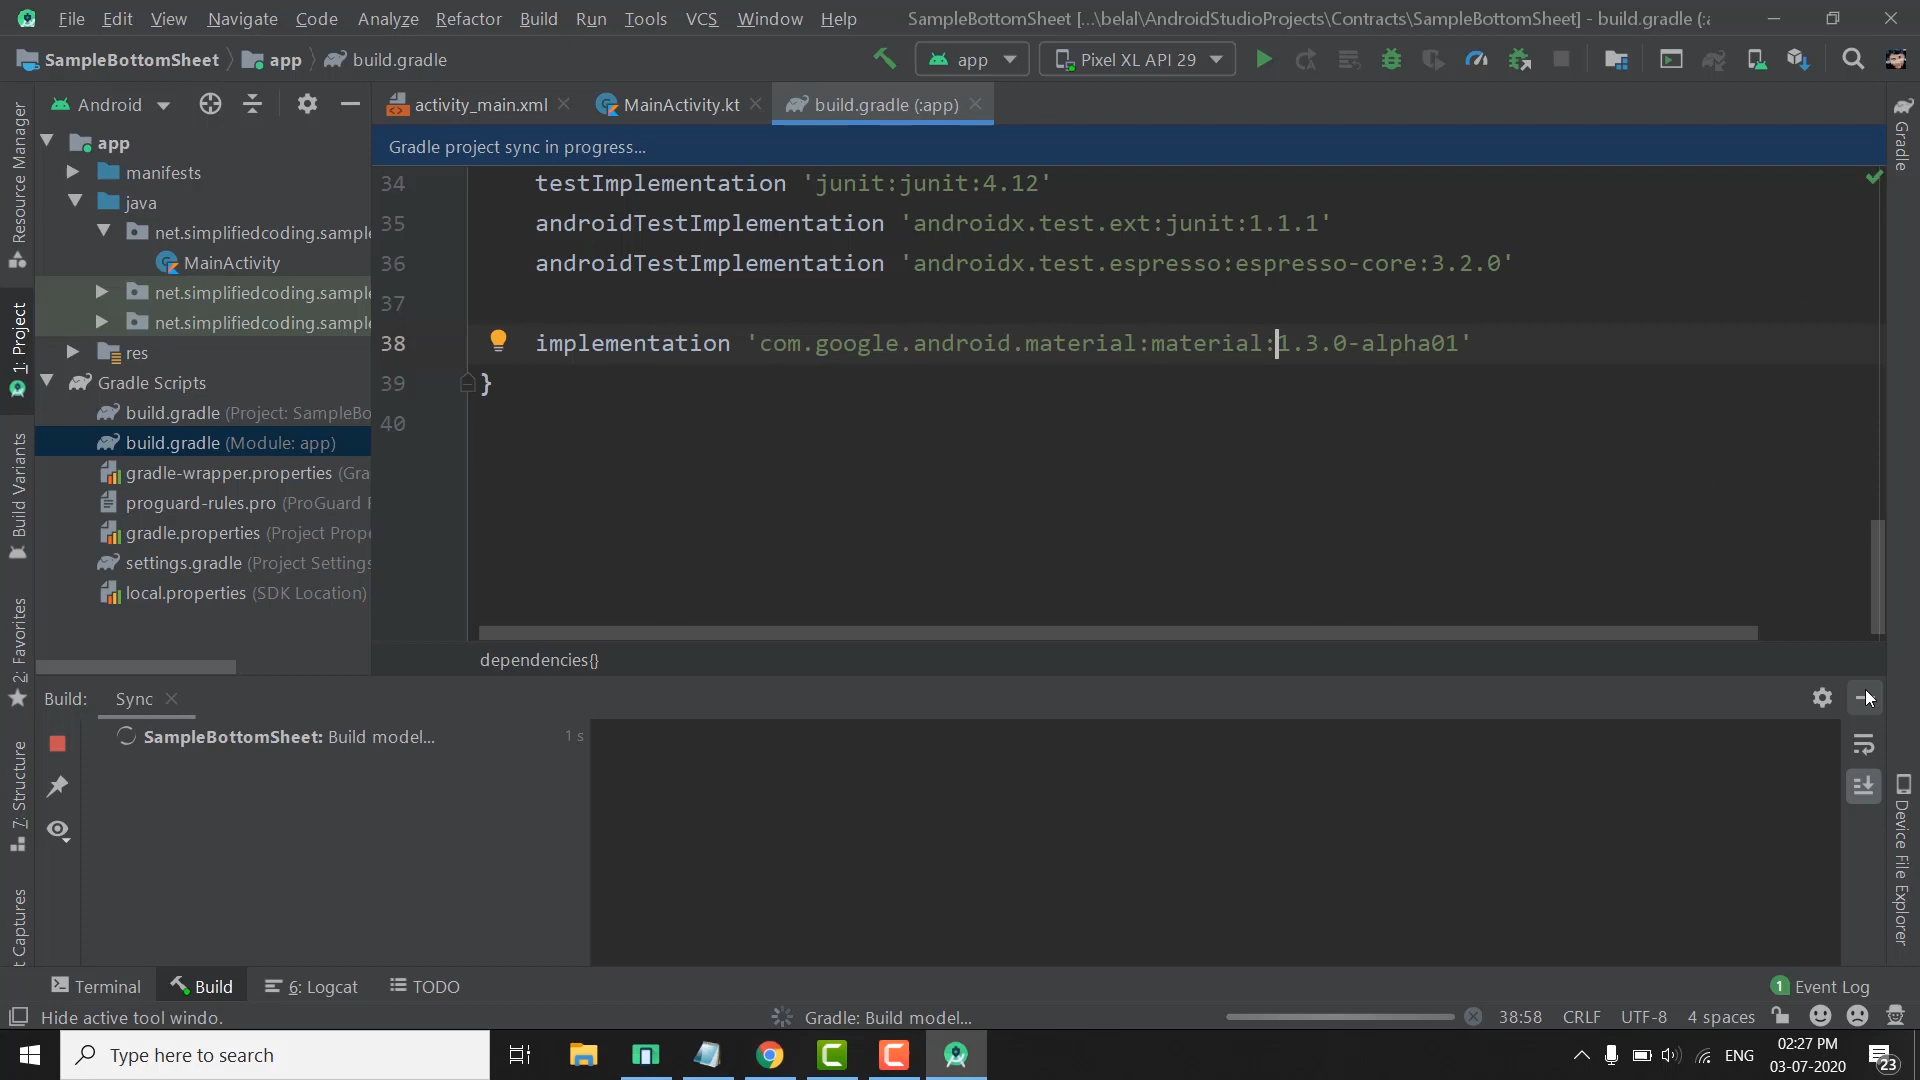 File Edit View Navigate Code Analyze Refactor Build Run Tools VCS Window Help SampleBottomSheet [...\belal\AndroidStudioProjects\Contracts\SampleBottomSheet] - build.gradle (:a
SampleBottomSheet app build.gradle app Pixel XL API 29
Android activity_main.xml MainActivity.kt build.gradle (:app)
Gradle project sync in progress...
app
manifests
java
net.simplifiedcoding.sample
MainActivity
net.simplifiedcoding.sample
net.simplifiedcoding.sample
res
Gradle Scripts
build.gradle (Project: SampleBo
build.gradle (Module: app)
gradle-wrapper.properties (Gra
proguard-rules.pro (ProGuard R
gradle.properties (Project Prope
settings.gradle (Project Settings
local.properties (SDK Location)
34 testImplementation 'junit:junit:4.12'
35 androidTestImplementation 'androidx.test.ext:junit:1.1.1'
36 androidTestImplementation 'androidx.test.espresso:espresso-core:3.2.0'
37
38 implementation 'com.google.android.material:material:1.3.0-alpha01'
39 }
40
dependencies{}
Resource Manager
1: Project
Build Variants
2: Favorites
7: Structure
t Captures
Gradle
Device File Explorer
Build: Sync
SampleBottomSheet: Build model... 1 s
Terminal Build 6: Logcat TODO 1 Event Log
Hide active tool windo. Gradle: Build model... 38:58 CRLF UTF-8 4 spaces
Type here to search ENG 02:27 PM
03-07-2020 23